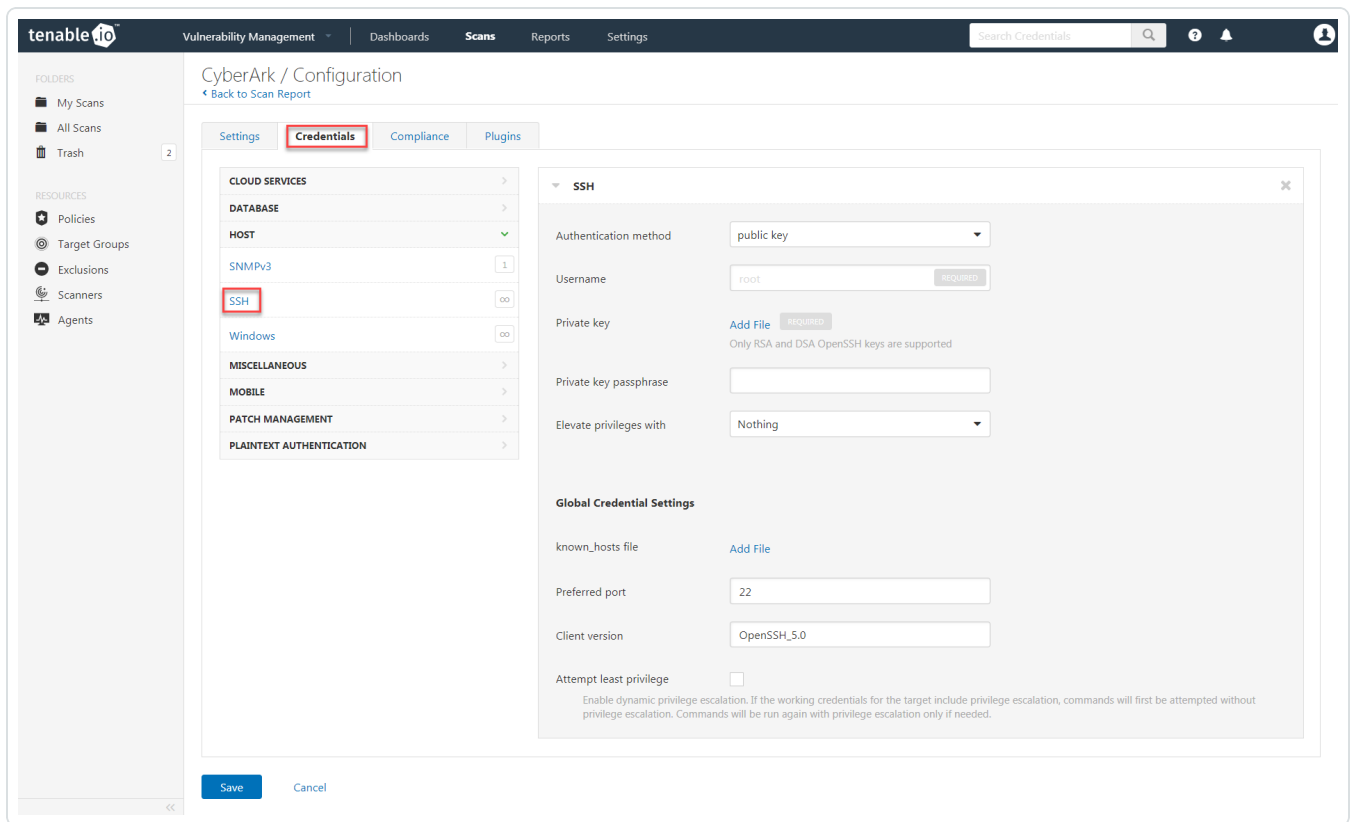 tenable.io™
Vulnerability Management
Dashboards
Scans
Reports
Settings
Search Credentials
FOLDERS
My Scans
All Scans
Trash
2
RESOURCES
Policies
Target Groups
Exclusions
Scanners
Agents
CyberArk / Configuration
Back to Scan Report
Settings
Credentials
Compliance
Plugins
CLOUD SERVICES
DATABASE
HOST
SNMPv3
1
SSH
∞
Windows
∞
MISCELLANEOUS
MOBILE
PATCH MANAGEMENT
PLAINTEXT AUTHENTICATION
SSH
Authentication method
public key
Username
root
REQUIRED
Private key
Add File
REQUIRED
Only RSA and DSA OpenSSH keys are supported
Private key passphrase
Elevate privileges with
Nothing
Global Credential Settings
known_hosts file
Add File
Preferred port
22
Client version
OpenSSH_5.0
Attempt least privilege
Enable dynamic privilege escalation. If the working credentials for the target include privilege escalation, commands will first be attempted without
privilege escalation. Commands will be run again with privilege escalation only if needed.
Save
Cancel